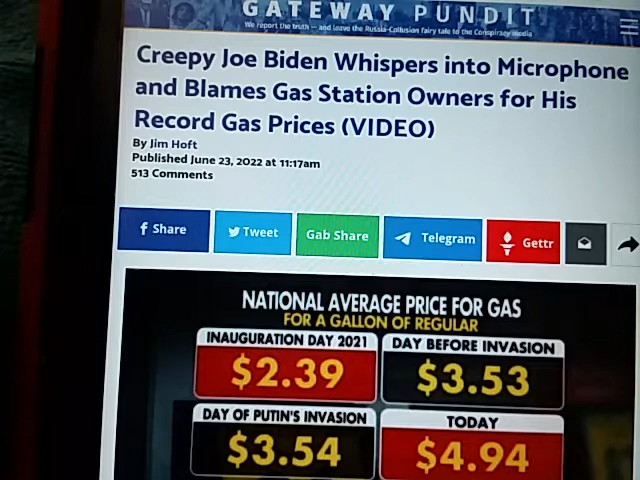 GATEWAY PUNDIT
We report the truth — and leave the Russia-Collusion fairy tale to the Conspiracy media
Creepy Joe Biden Whispers into Microphone
and Blames Gas Station Owners for His
Record Gas Prices (VIDEO)
By Jim Hoft
Published June 23, 2022 at 11:17am
513 Comments
Share
Tweet
Gab Share
Telegram
Gettr
NATIONAL AVERAGE PRICE FOR GAS
FOR A GALLON OF REGULAR
INAUGURATION DAY 2021
DAY BEFORE INVASION
$2.39
$3.53
DAY OF PUTIN'S INVASION
TODAY
$3.54
$4.94